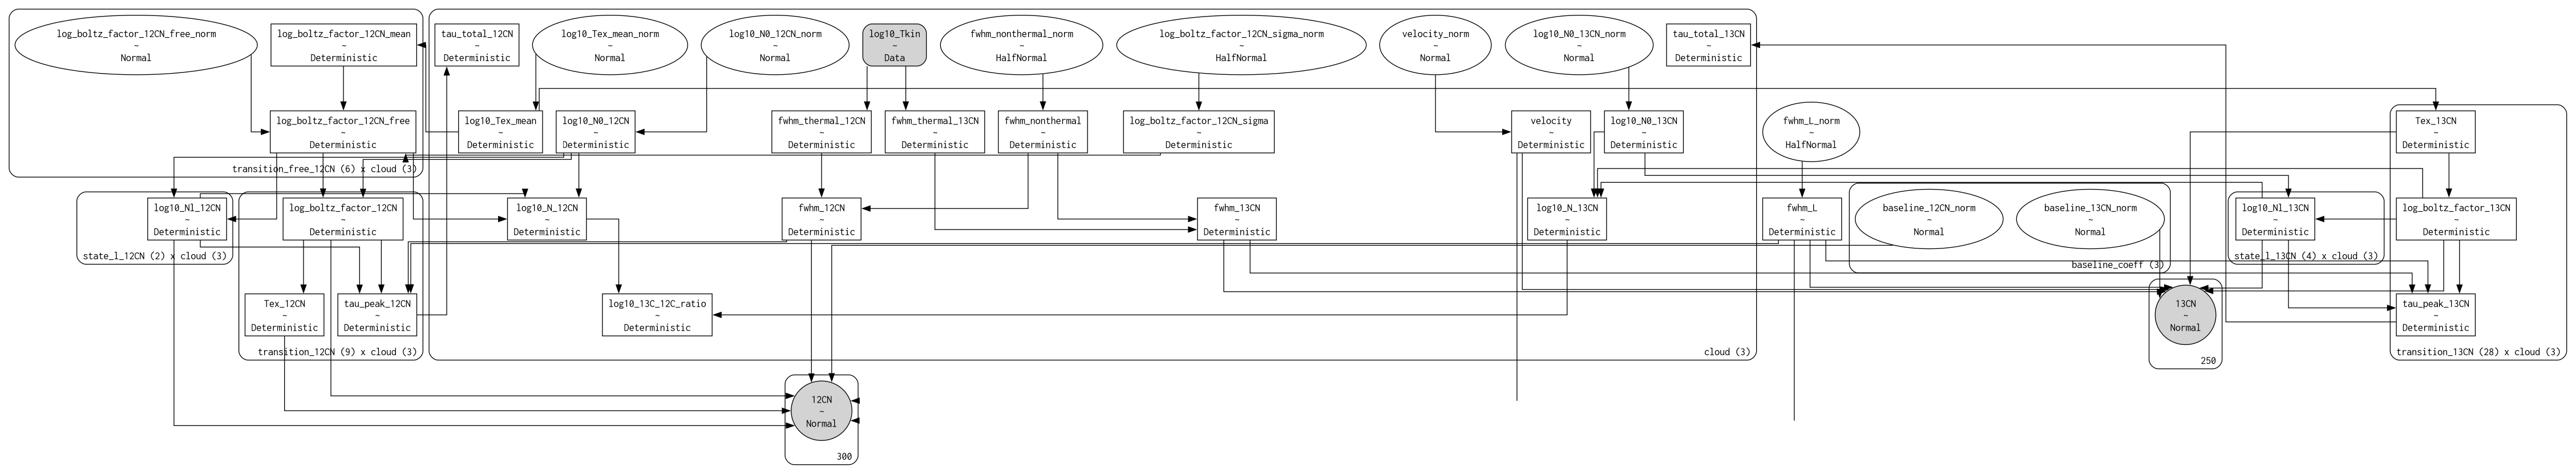 log_boltz_factor_12CN_free_norm
~
Normal
log_boltz_factor_12CN_mean
~
Deterministic
tau_total_12CN
~
Deterministic
log10_Tex_mean_norm
~
Normal
log10_N0_12CN_norm
~
Normal
log10_Tkin
~
Data
fwhm_nonthermal_norm
~
HalfNormal
log_boltz_factor_12CN_sigma_norm
~
HalfNormal
velocity_norm
~
Normal
log10_N0_13CN_norm
~
Normal
tau_total_13CN
~
Deterministic
log_boltz_factor_12CN_free
~
Deterministic
log10_Tex_mean
~
Deterministic
log10_N0_12CN
~
Deterministic
fwhm_thermal_12CN
~
Deterministic
fwhm_thermal_13CN
~
Deterministic
fwhm_nonthermal
~
Deterministic
log_boltz_factor_12CN_sigma
~
Deterministic
velocity
~
Deterministic
log10_N0_13CN
~
Deterministic
fwhm_L_norm
~
HalfNormal
Tex_13CN
~
Deterministic
transition_free_12CN (6) x cloud (3)
log10_Nl_12CN
~
Deterministic
log_boltz_factor_12CN
~
Deterministic
log10_N_12CN
~
Deterministic
fwhm_12CN
~
Deterministic
fwhm_13CN
~
Deterministic
log10_N_13CN
~
Deterministic
fwhm_L
~
Deterministic
baseline_12CN_norm
~
Normal
baseline_13CN_norm
~
Normal
log10_Nl_13CN
~
Deterministic
log_boltz_factor_13CN
~
Deterministic
state_l_12CN (2) x cloud (3)
baseline_coeff (3)
state_l_13CN (4) x cloud (3)
Tex_12CN
~
Deterministic
tau_peak_12CN
~
Deterministic
log10_13C_12C_ratio
~
Deterministic
13CN
~
Normal
tau_peak_13CN
~
Deterministic
transition_12CN (9) x cloud (3)
cloud (3)
250
transition_13CN (28) x cloud (3)
12CN
~
Normal
300